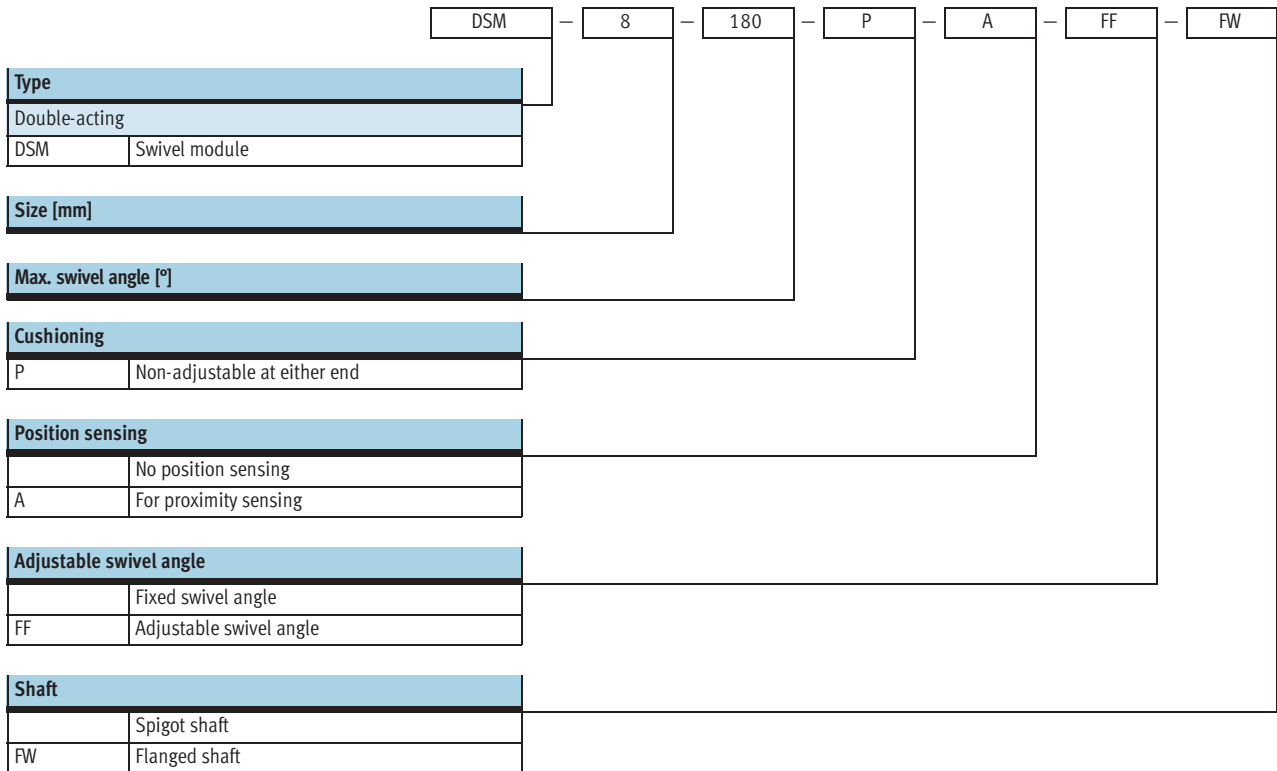 DSM – 8 – 180 – P – A – FF – FW
Type
Double-acting
DSM Swivel module
Size [mm]
Max. swivel angle [°]
Cushioning
P Non-adjustable at either end
Position sensing
No position sensing
A For proximity sensing
Adjustable swivel angle
Fixed swivel angle
FF Adjustable swivel angle
Shaft
Spigot shaft
FW Flanged shaft